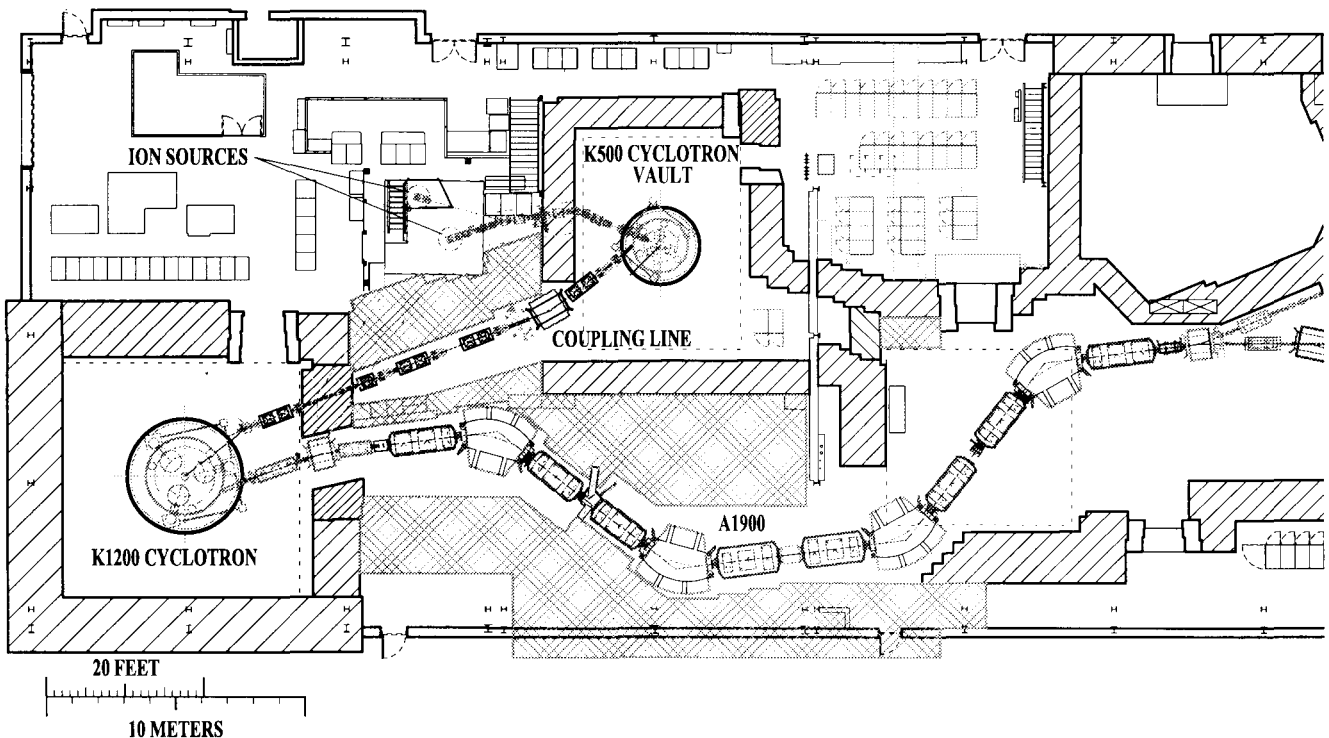 ION SOURCES
K500 CYCLOTRON
VAULT
COUPLING LINE
A1900
K1200 CYCLOTRON
20 FEET
10 METERS